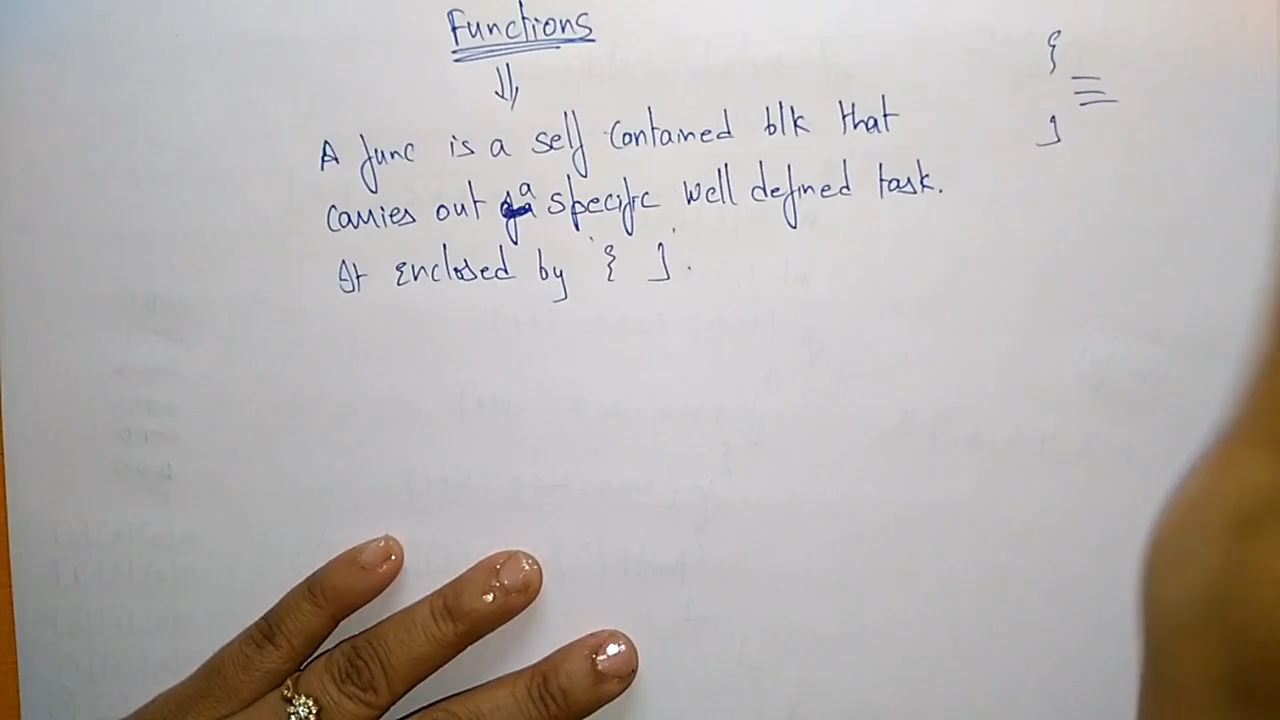 Functions
A func is a self contained blk that
carries out a specific well defined task.
It enclosed by '{ }'.
{
}